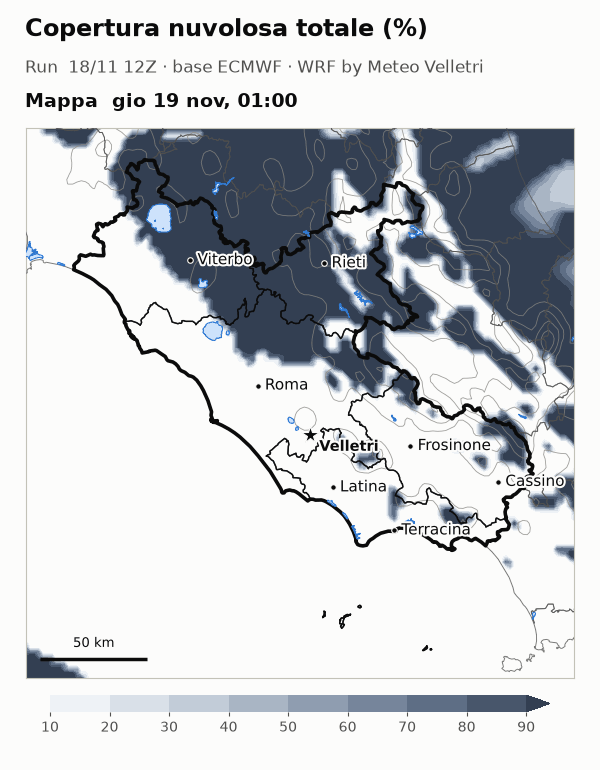 Copertura nuvolosa totale (%)
Run  18/11 12Z · base ECMWF · WRF by Meteo Velletri
Mappa  gio 19 nov, 01:00
Viterbo
Rieti
Roma
Velletri
Frosinone
Cassino
Latina
Terracina
50 km
10 20 30 40 50 60 70 80 90